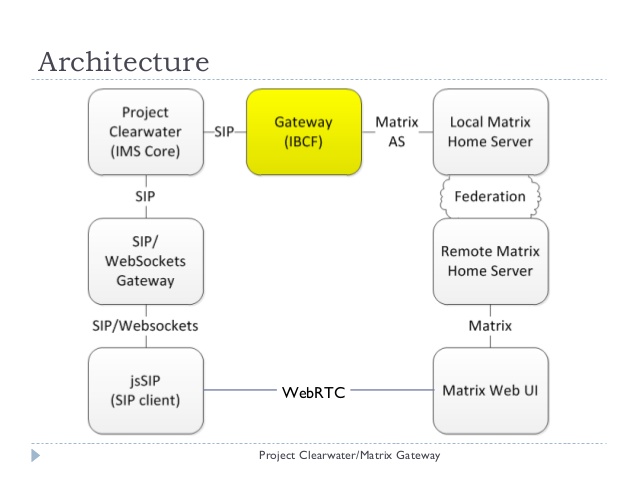 Architecture
Project
Clearwater
(IMS Core)
SIP
Gateway
(IBCF)
Matrix
AS
Local Matrix
Home Server
SIP
Federation
SIP/
WebSockets
Gateway
Remote Matrix
Home Server
SIP/Websockets
Matrix
jsSIP
(SIP client)
WebRTC
Matrix Web UI
Project Clearwater/Matrix Gateway